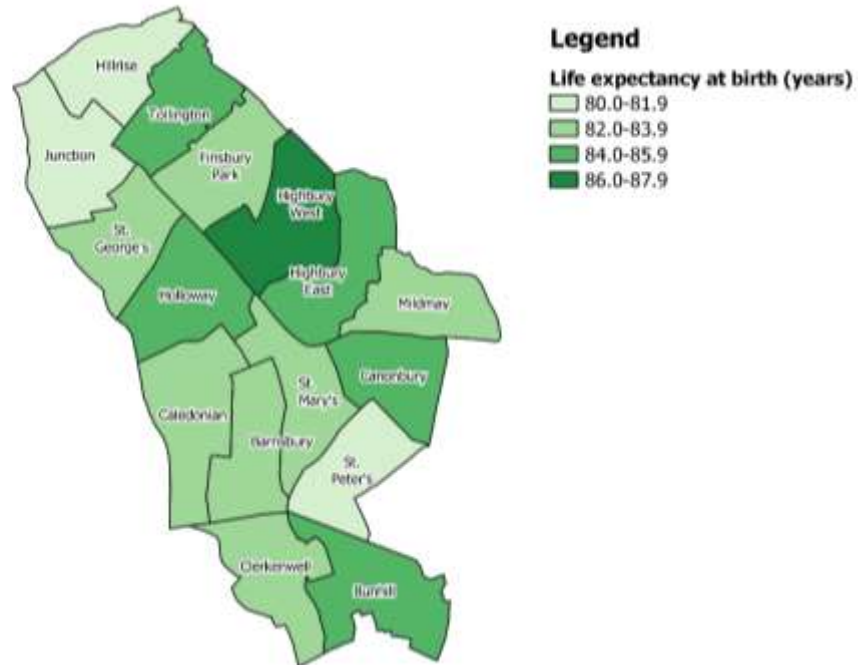 Legend
Life expectancy at birth (years)
80.0-81.9
82.0-83.9
84.0-85.9
86.0-87.9
Hillrise
Tollington
Junction
Finsbury
Park
Highbury
West
St.
George's
Highbury
East
Holloway
Mildmay
Canonbury
St.
Mary's
Caledonian
Barnsbury
St.
Peter's
Clerkenwell
Bunhill